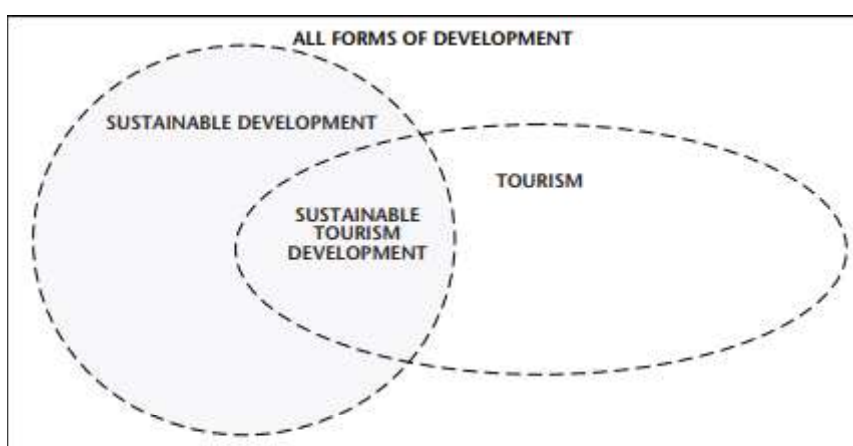 ALL FORMS OF DEVELOPMENT
SUSTAINABLE DEVELOPMENT
TOURISM
SUSTAINABLE
TOURISM
DEVELOPMENT